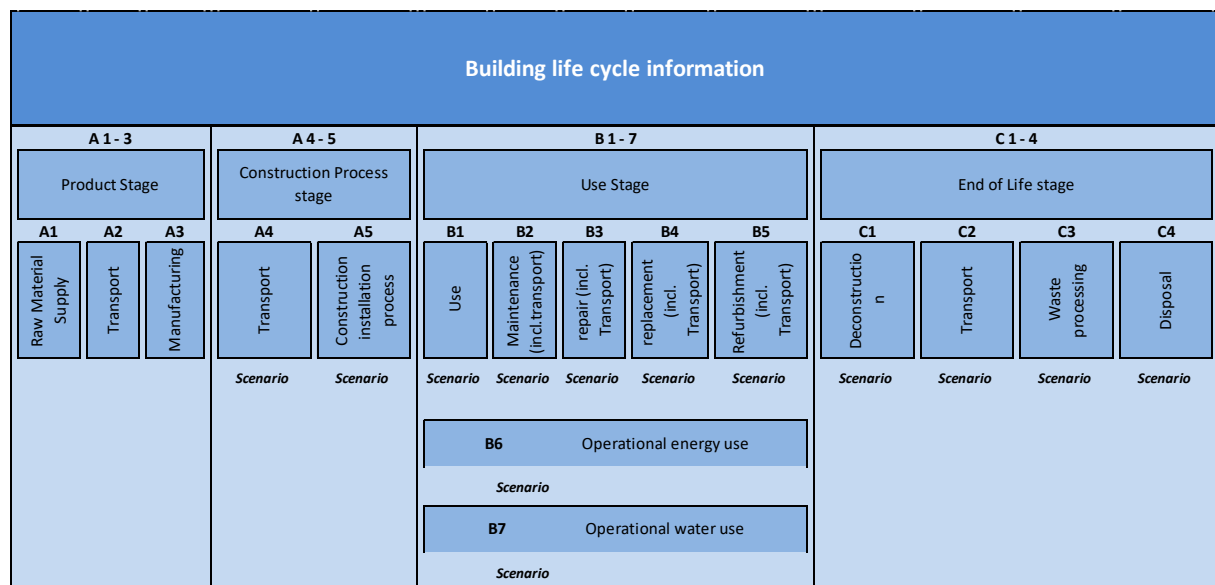 Building life cycle information
A 1 - 3
A 4 - 5
B 1 - 7
C 1 - 4
Product Stage
Construction Process
stage
Use Stage
End of Life stage
A1
A2
A3
A4
A5
B1
B2
B3
B4
B5
C1
C2
C3
C4
Raw Material
Supply
Transport
Manufacturing
Transport
Construction
installation
process
Use
Maintenance
(incl.transport)
repair (incl.
Transport)
replacement
(incl.
Transport)
Refurbishment
(incl.
Transport)
Deconstructio
n
Transport
Waste
processing
Disposal
Scenario
Scenario
Scenario
Scenario
Scenario
Scenario
Scenario
Scenario
Scenario
Scenario
Scenario
B6 Operational energy use
Scenario
B7 Operational water use
Scenario